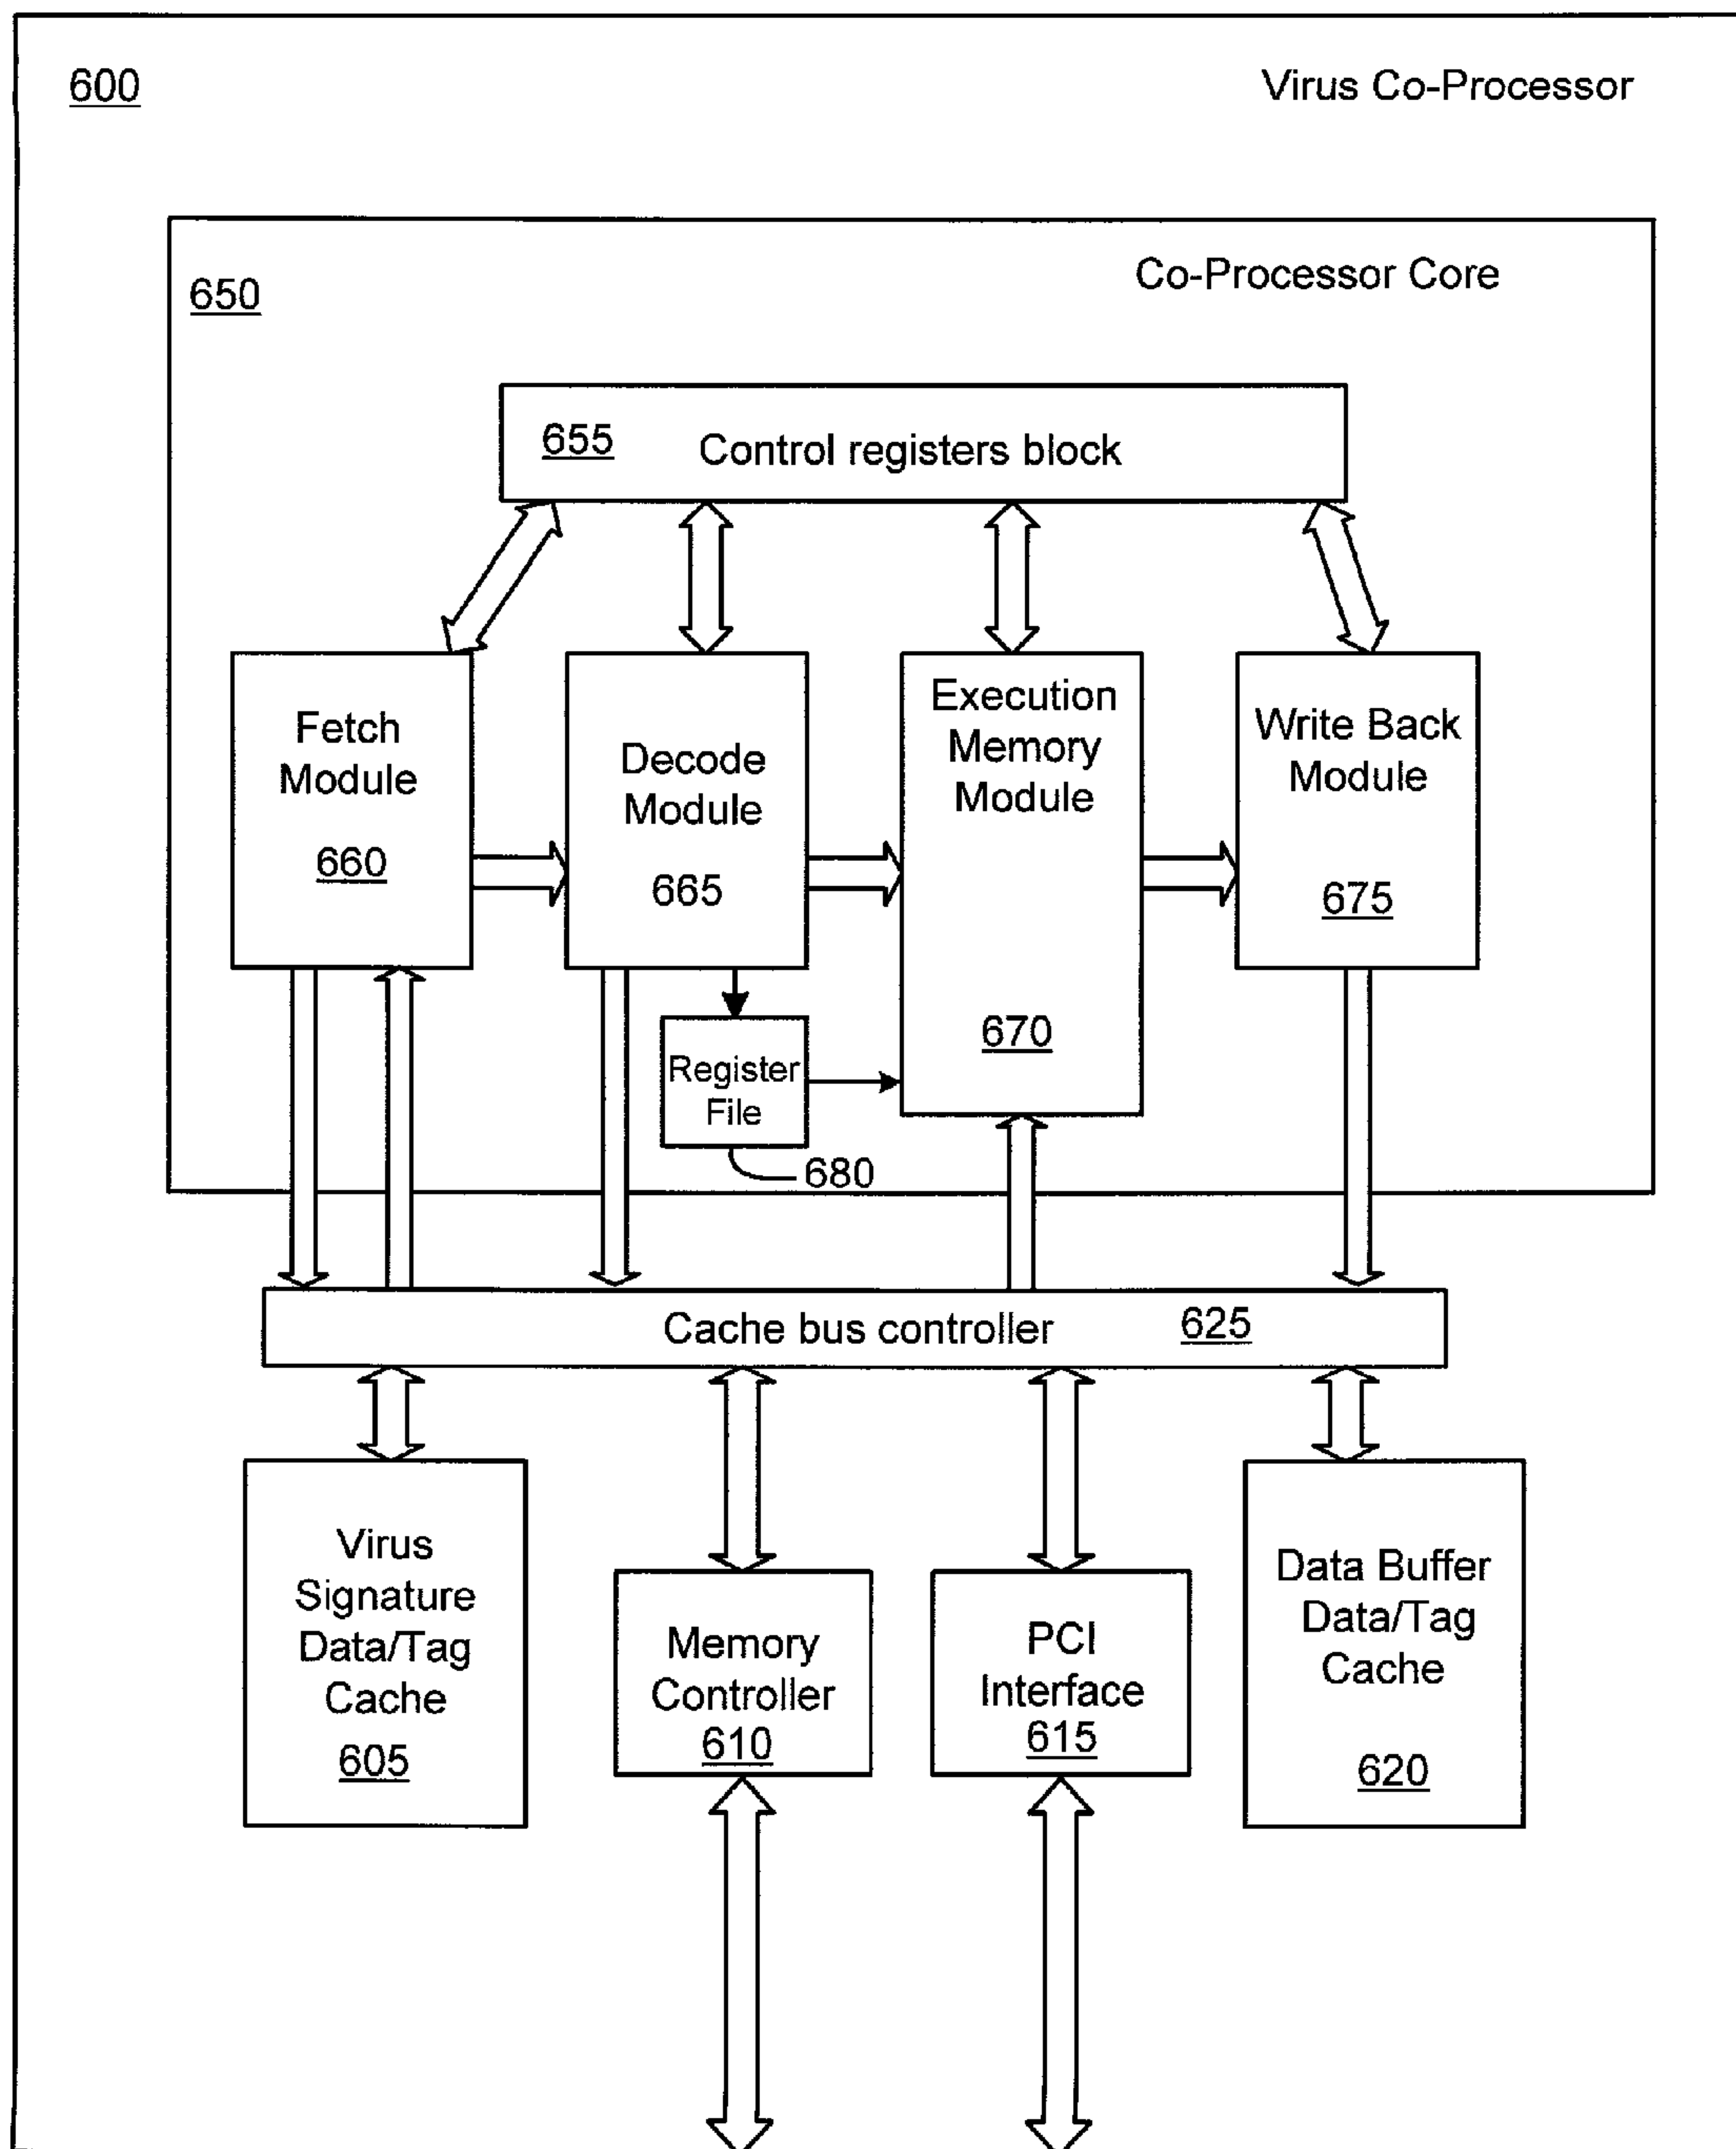 600
Virus Co-Processor
650
Co-Processor Core
655
Control registers block
Fetch
Module
660
Decode
Module
665
Execution
Memory
Module
670
Write Back
Module
675
Register
File
680
Cache bus controller
625
Virus
Signature
Data/Tag
Cache
605
Memory
Controller
610
PCI
Interface
615
Data Buffer
Data/Tag
Cache
620